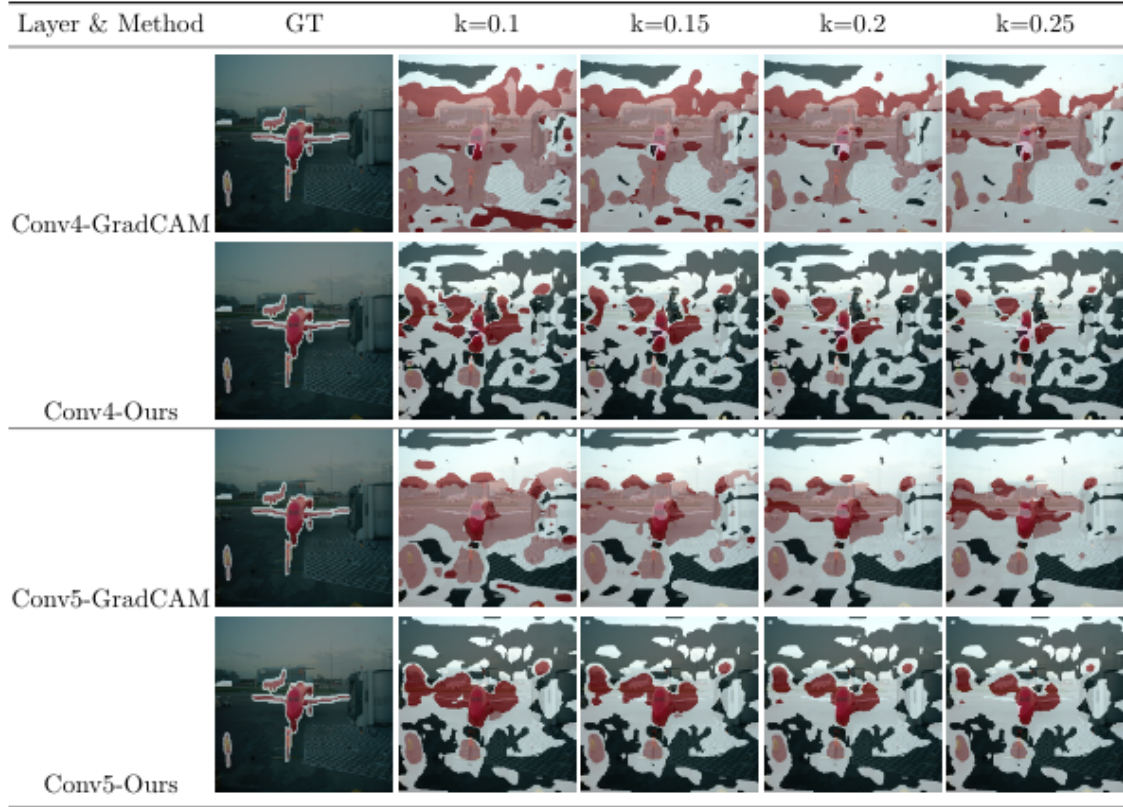 Layer & Method GT k=0.1 k=0.15 k=0.2 k=0.25
Conv4-GradCAM
Conv4-Ours
Conv5-GradCAM
Conv5-Ours